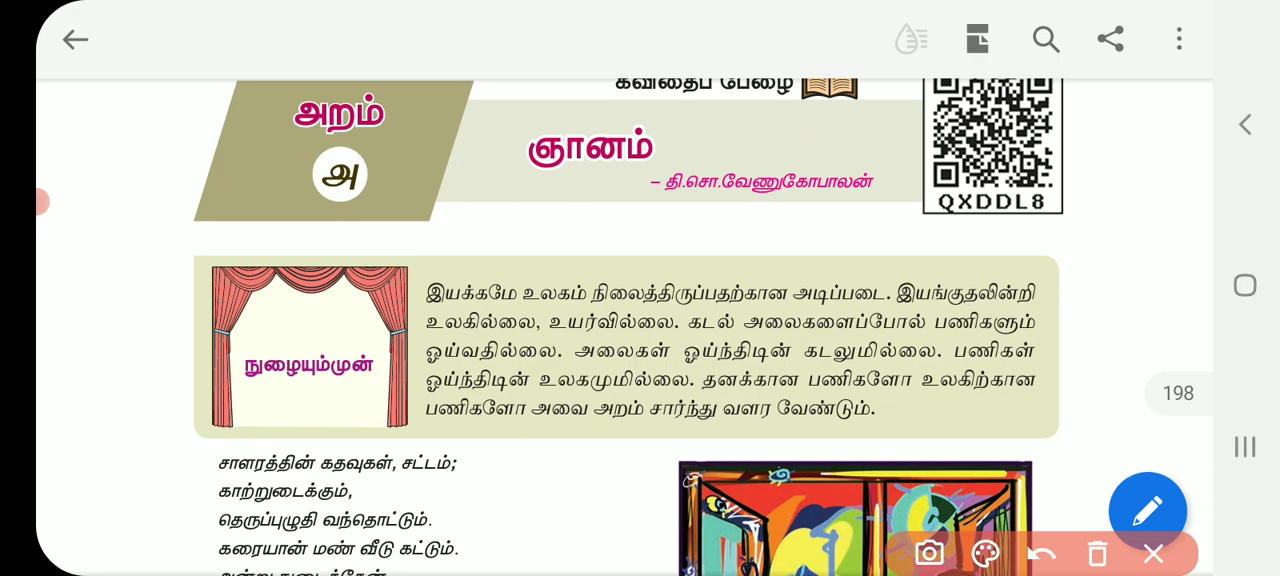 கவிதைப் பேழை
அறம்
அ
ஞானம்
– தி.சொ.வேணுகோபாலன்
QXDDL8
இயக்கமே உலகம் நிலைத்திருப்பதற்கான அடிப்படை. இயங்குதலின்றி
உலகில்லை, உயர்வில்லை. கடல் அலைகளைப்போல் பணிகளும்
ஓய்வதில்லை. அலைகள் ஓய்ந்திடின் கடலுமில்லை. பணிகள்
ஓய்ந்திடின் உலகமுமில்லை. தனக்கான பணிகளோ உலகிற்கான
பணிகளோ அவை அறம் சார்ந்து வளர வேண்டும்.
நுழையும்முன்
198
சாளரத்தின் கதவுகள், சட்டம்;
காற்றுடைக்கும்,
தெருப்புழுதி வந்தொட்டும்.
கரையான் மண் வீடு கட்டும்.